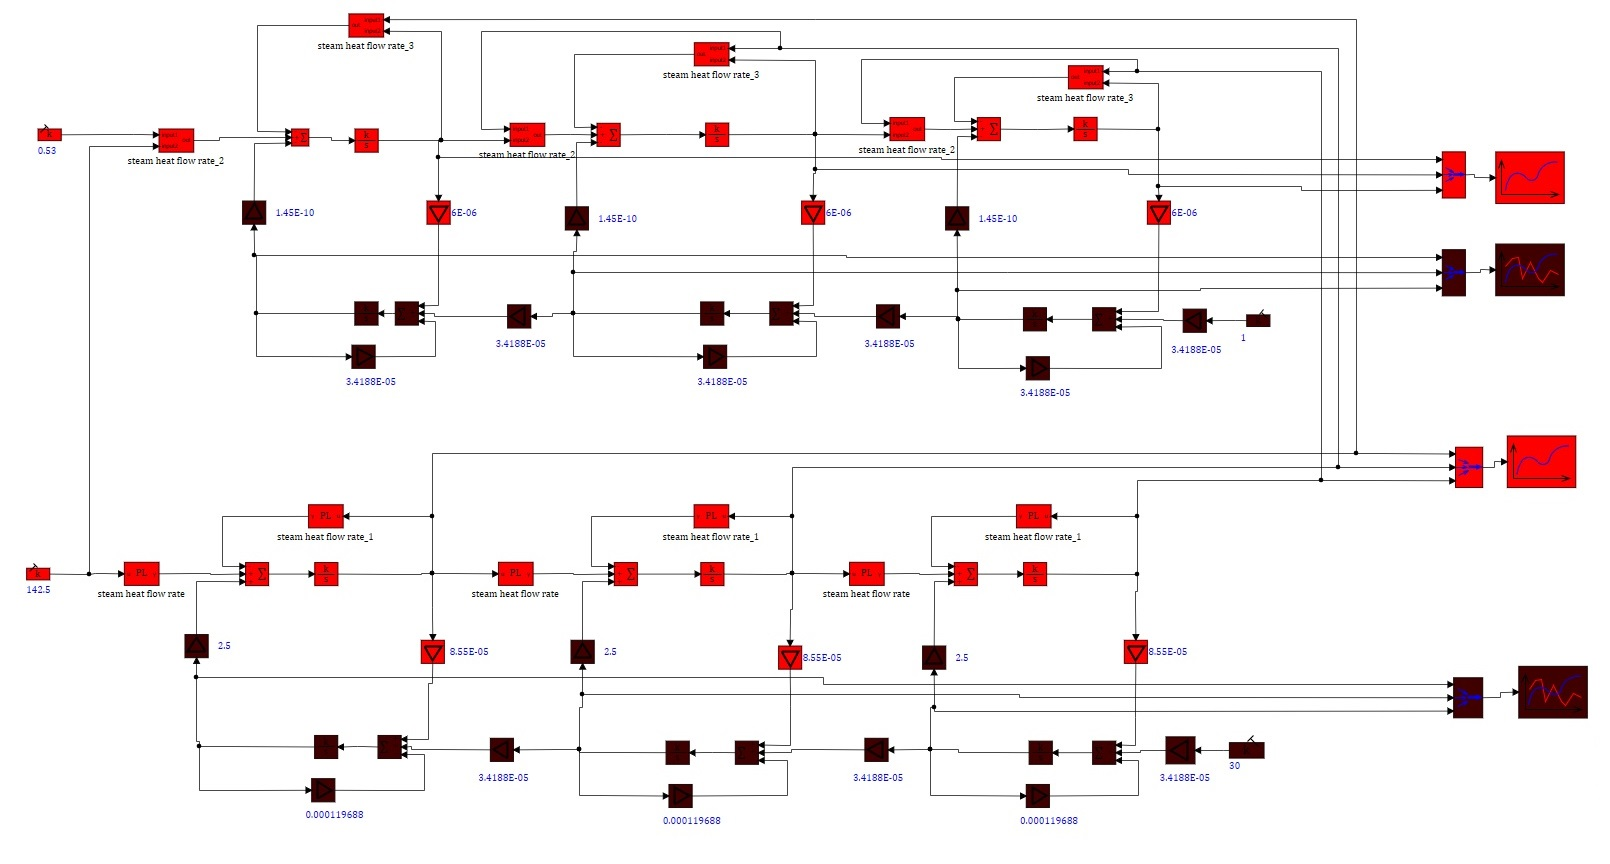 steam heat flow rate_3
steam heat flow rate_3
steam heat flow rate_3
0.53
k
steam heat flow rate_2
Σ
k
s
steam heat flow rate_2
Σ
k
s
steam heat flow rate_2
Σ
k
s
1.45E-10
6E-06
1.45E-10
6E-06
1.45E-10
6E-06
3.4188E-05
3.4188E-05
3.4188E-05
1
3.4188E-05
3.4188E-05
3.4188E-05
PL
steam heat flow rate_1
PL
steam heat flow rate_1
PL
steam heat flow rate_1
k
142.5
PL
steam heat flow rate
Σ
k
s
PL
steam heat flow rate
Σ
k
s
PL
steam heat flow rate
Σ
k
s
2.5
8.55E-05
2.5
8.55E-05
2.5
8.55E-05
3.4188E-05
3.4188E-05
3.4188E-05
30
0.000119688
0.000119688
0.000119688